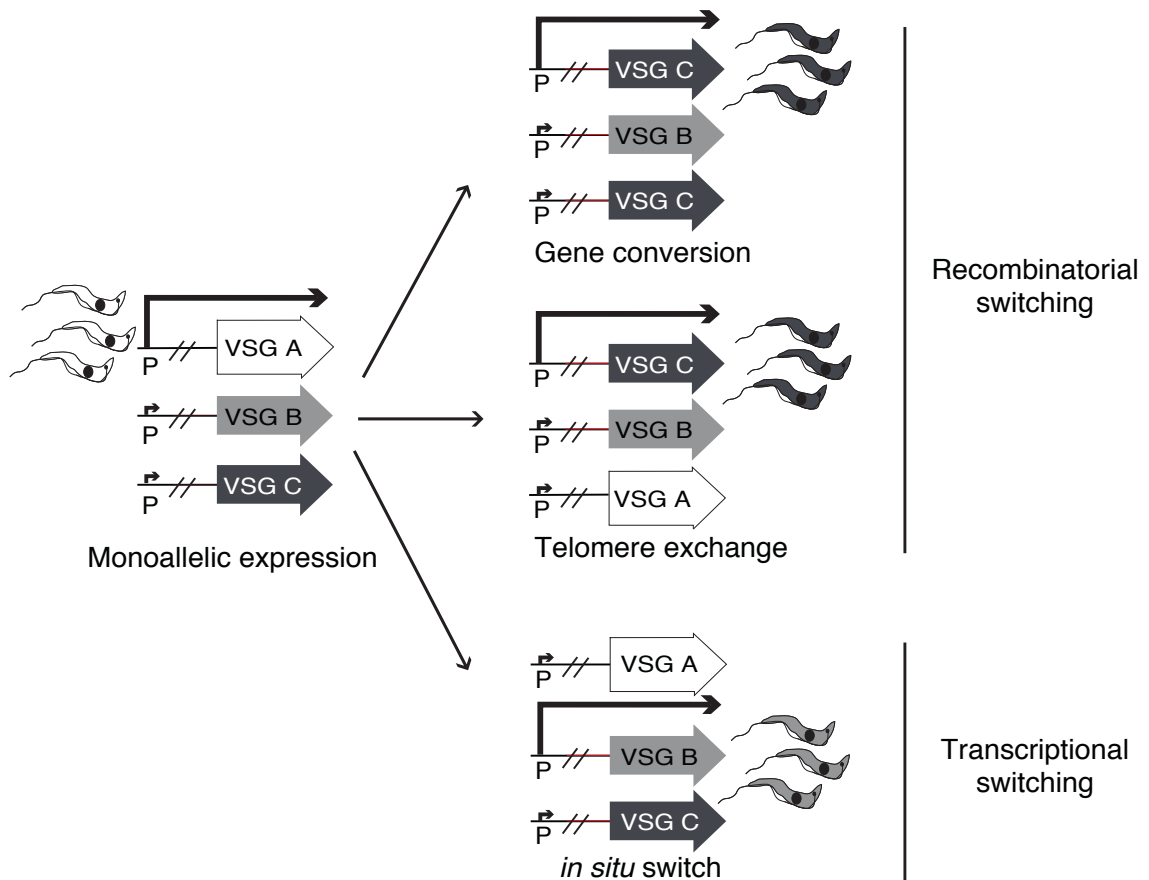 P
VSG A
P
VSG B
P
VSG C
Monoallelic expression
P
VSG C
P
VSG B
P
VSG C
Gene conversion
P
VSG C
P
VSG B
P
VSG A
Telomere exchange
Recombinatorial
switching
P
VSG A
P
VSG B
P
VSG C
in situ switch
Transcriptional
switching